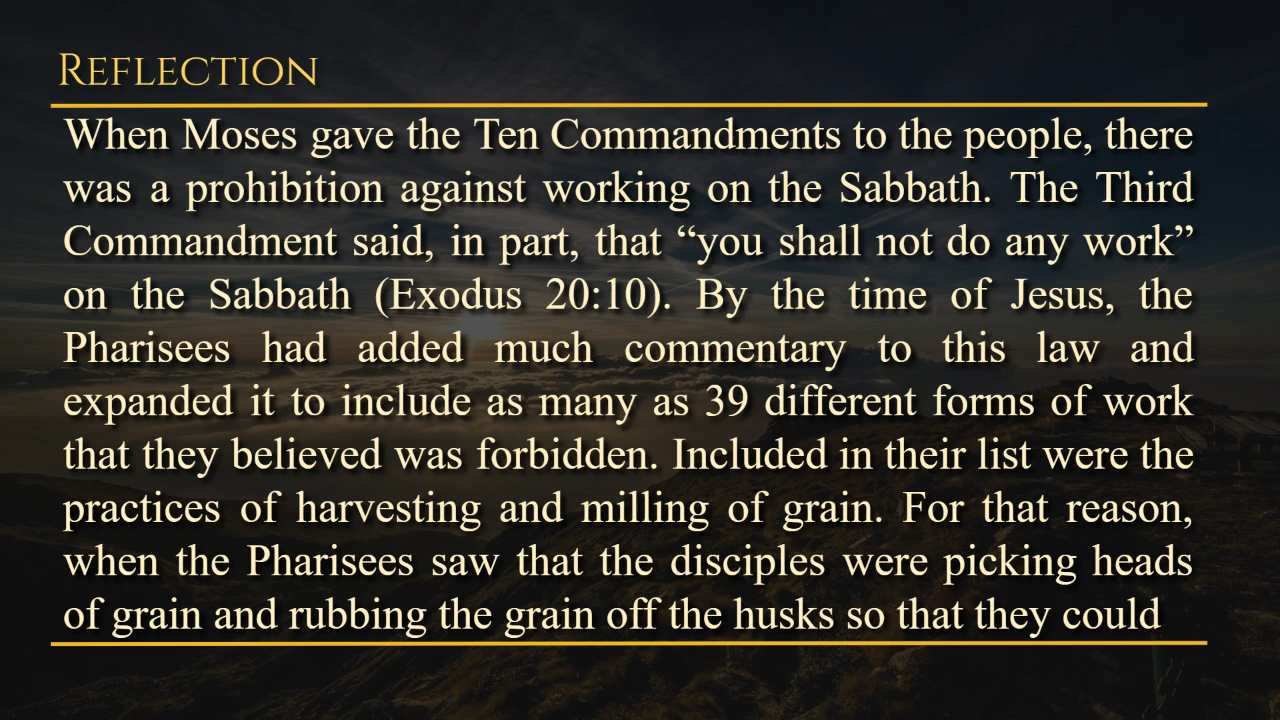 REFLECTION
When Moses gave the Ten Commandments to the people, there
was a prohibition against working on the Sabbath. The Third
Commandment said, in part, that “you shall not do any work”
on the Sabbath (Exodus 20:10). By the time of Jesus, the
Pharisees had added much commentary to this law and
expanded it to include as many as 39 different forms of work
that they believed was forbidden. Included in their list were the
practices of harvesting and milling of grain. For that reason,
when the Pharisees saw that the disciples were picking heads
of grain and rubbing the grain off the husks so that they could